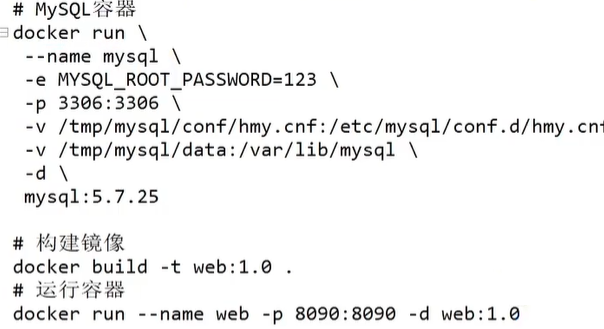 # MySQL容器
docker run \
--name mysql \
-e MYSQL_ROOT_PASSWORD=123 \
-p 3306:3306 \
-v /tmp/mysql/conf/hmy.cnf:/etc/mysql/conf.d/hmy.cnf
-v /tmp/mysql/data:/var/lib/mysql \
-d \
mysql:5.7.25
# 构建镜像
docker build -t web:1.0 .
# 运行容器
docker run --name web -p 8090:8090 -d web:1.0